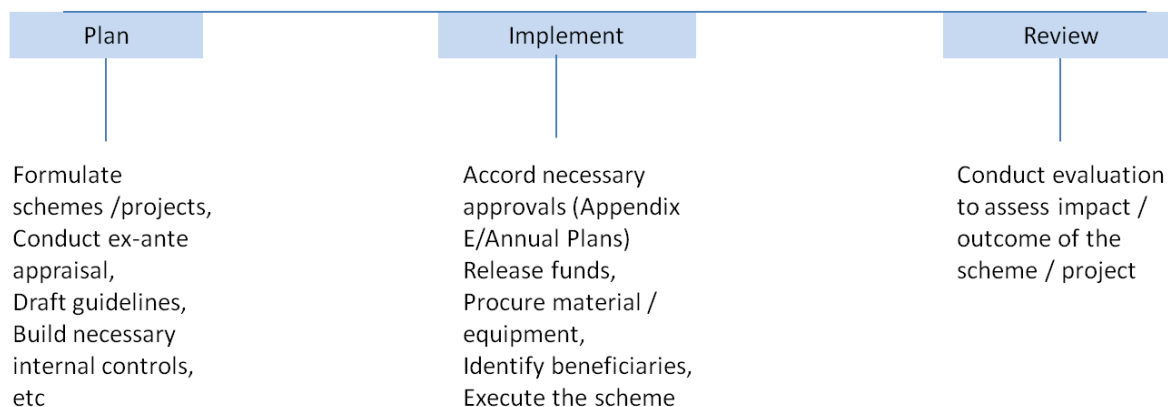 Plan
Implement
Review
Formulate
schemes /projects,
Conduct ex-ante
appraisal,
Draft guidelines,
Build necessary
internal controls,
etc
Accord necessary
approvals (Appendix
E/Annual Plans)
Release funds,
Procure material /
equipment,
Identify beneficiaries,
Execute the scheme
Conduct evaluation
to assess impact /
outcome of the
scheme / project